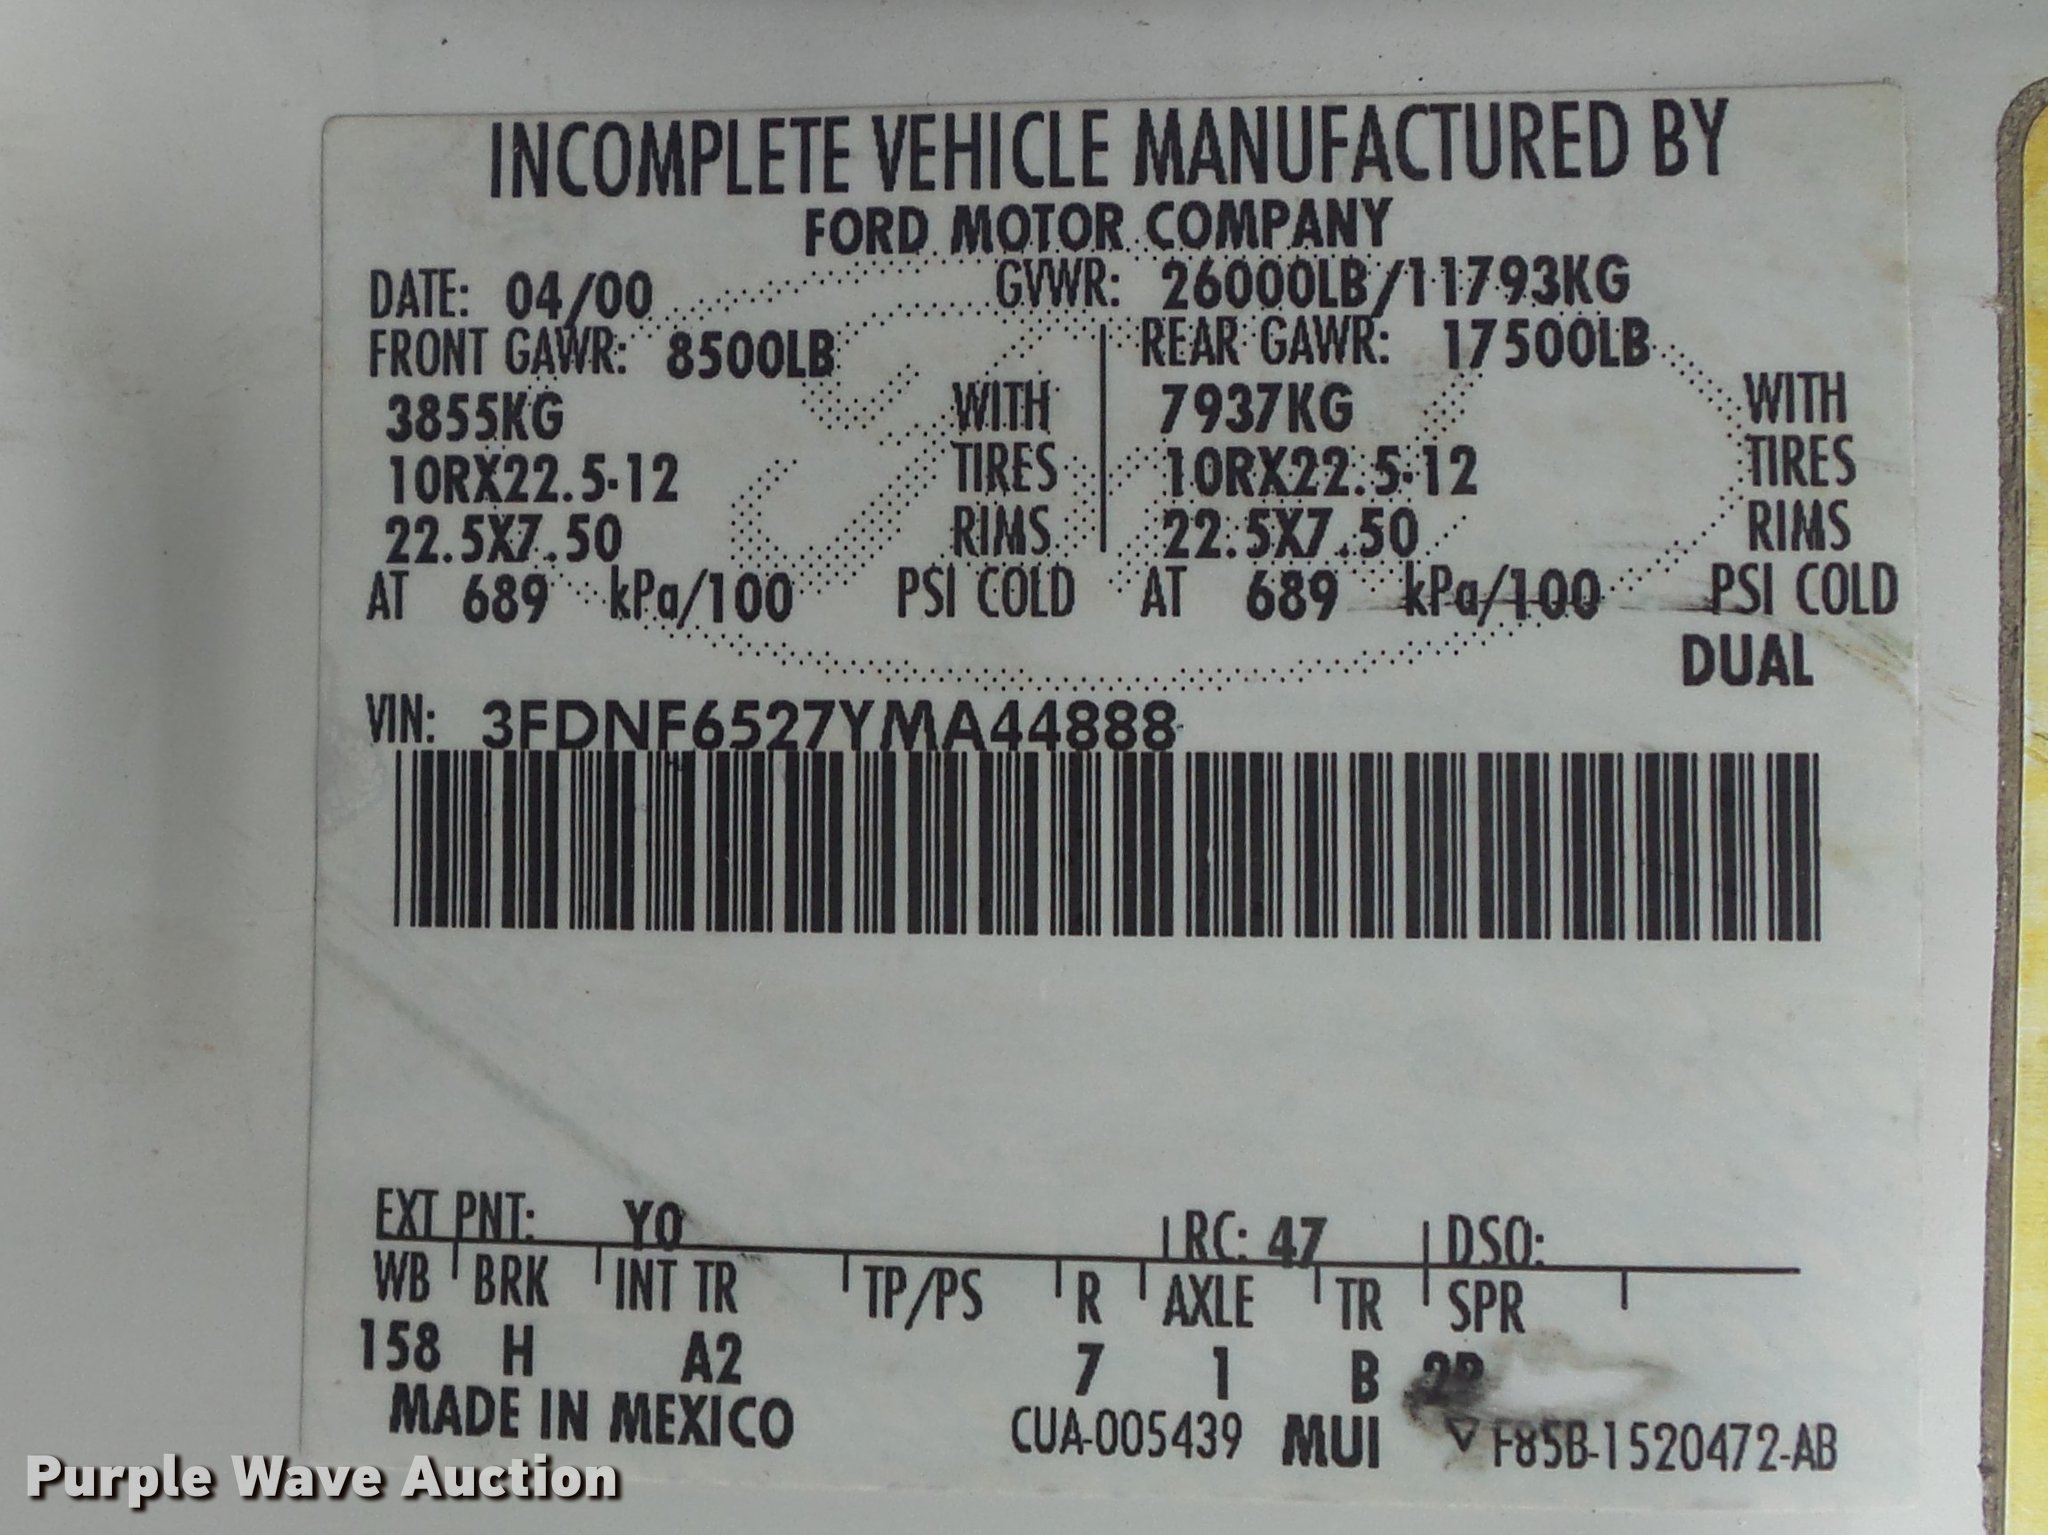 INCOMPLETE VEHICLE MANUFACTURED BY
FORD MOTOR COMPANY
DATE: 04/00 GVWR: 26000LB/11793KG
FRONT GAWR: 8500LB REAR GAWR: 17500LB
3855KG WITH 7937KG WITH
10RX22.5-12 TIRES 10RX22.5-12 TIRES
22.5X7.50 RIMS 22.5X7.50 RIMS
AT 689 kPa/100 PSI COLD AT 689 kPa/100 PSI COLD
DUAL
VIN: 3FDNF6527YMA44888
EXT PNT: YO RC: 47 DSO:
WB BRK INT TR TP/PS R AXLE TR SPR
158 H A2 7 1 B
MADE IN MEXICO CUA-005439 MUI F85B-1520472-AB
Purple Wave Auction